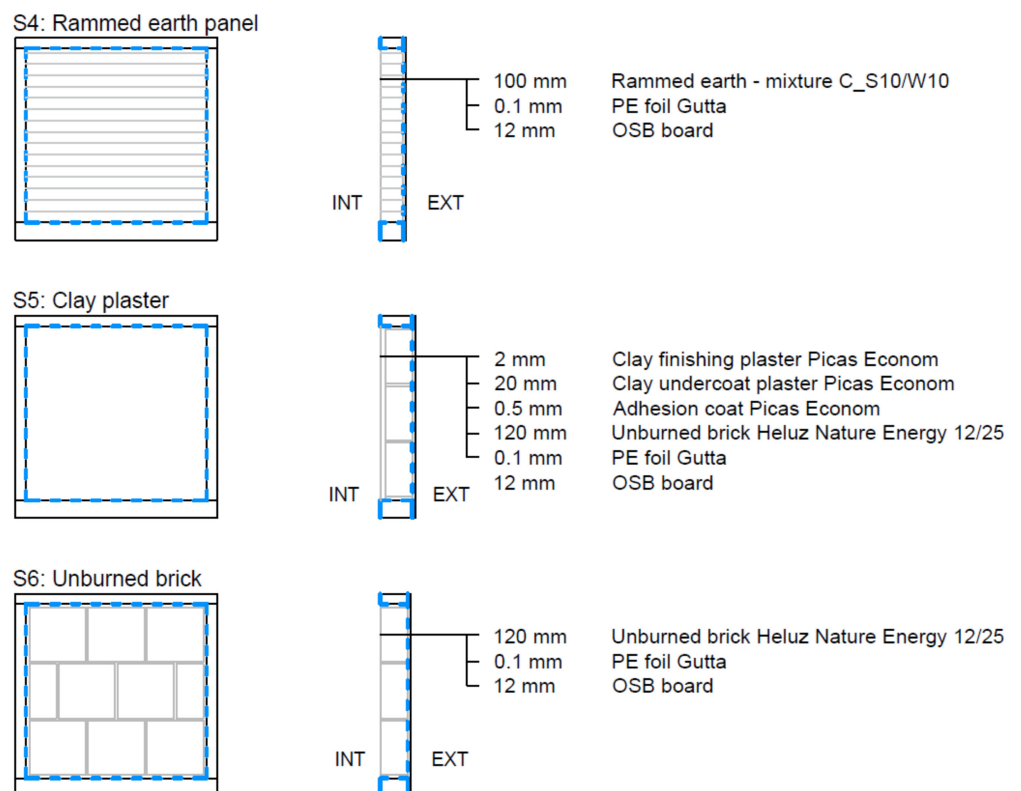 S4: Rammed earth panel
100 mm Rammed earth - mixture C_S10/W10
0.1 mm PE foil Gutta
12 mm OSB board
INT EXT
S5: Clay plaster
2 mm Clay finishing plaster Picas Econom
20 mm Clay undercoat plaster Picas Econom
0.5 mm Adhesion coat Picas Econom
120 mm Unburned brick Heluz Nature Energy 12/25
0.1 mm PE foil Gutta
12 mm OSB board
INT EXT
S6: Unburned brick
120 mm Unburned brick Heluz Nature Energy 12/25
0.1 mm PE foil Gutta
12 mm OSB board
INT EXT